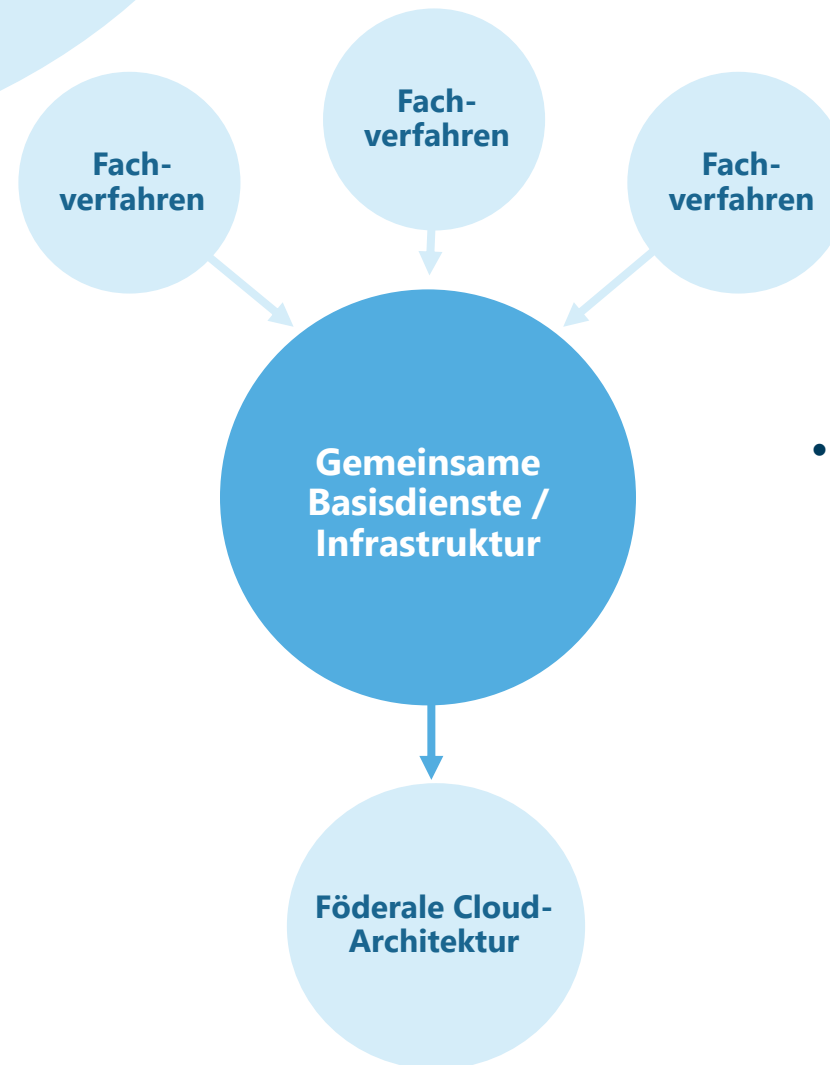 Fach-
verfahren
Fach-
verfahren
Fach-
verfahren
Gemeinsame
Basisdienste /
Infrastruktur
Föderale Cloud-
Architektur
•